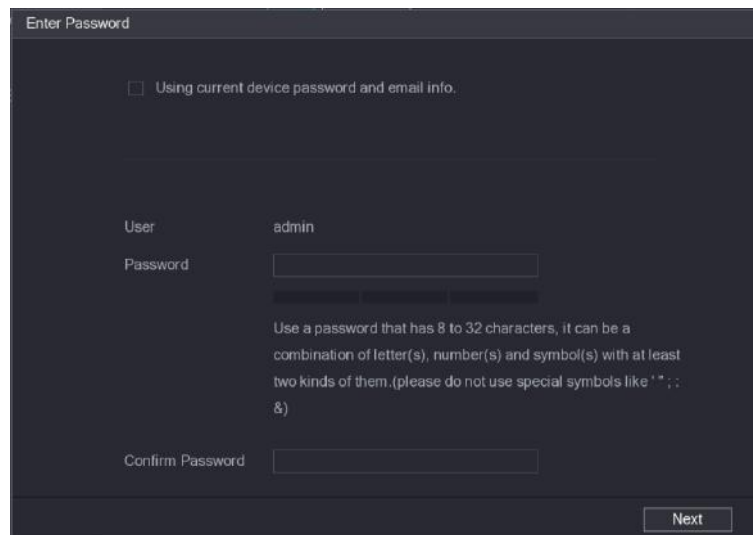 Enter Password
Using current device password and email info.
User admin
Password
Use a password that has 8 to 32 characters, it can be a
combination of letter(s), number(s) and symbol(s) with at least
two kinds of them.(please do not use special symbols like ' " ; :
&)
Confirm Password
Next